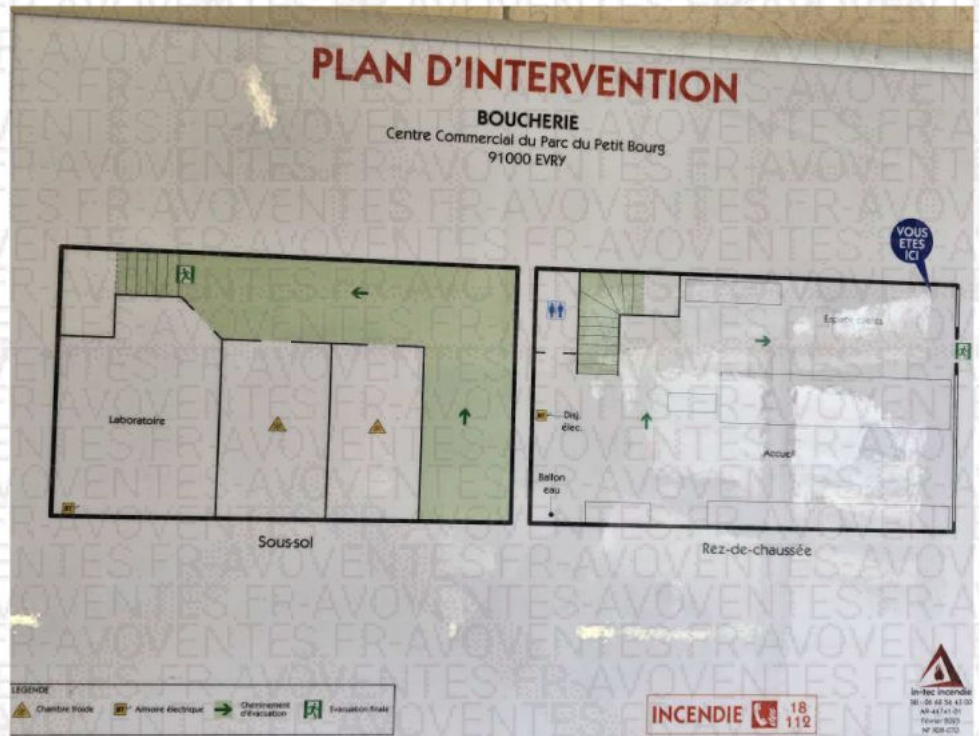 PLAN D'INTERVENTION
BOUCHERIE
Centre Commercial du Parc du Petit Bourg
91000 EVRY
VOUS
ETES
ICI
Espace clients
Laboratoire
Disj.
élec.
Accueil
Ballon
eau
Sous-sol
Rez-de-chaussée
LEGENDE
Chambre froide
Armoire électrique
Cheminement
d'évacuation
Evacuation finale
INCENDIE
18
112
In-tec incendie
AVOVENTES.FR